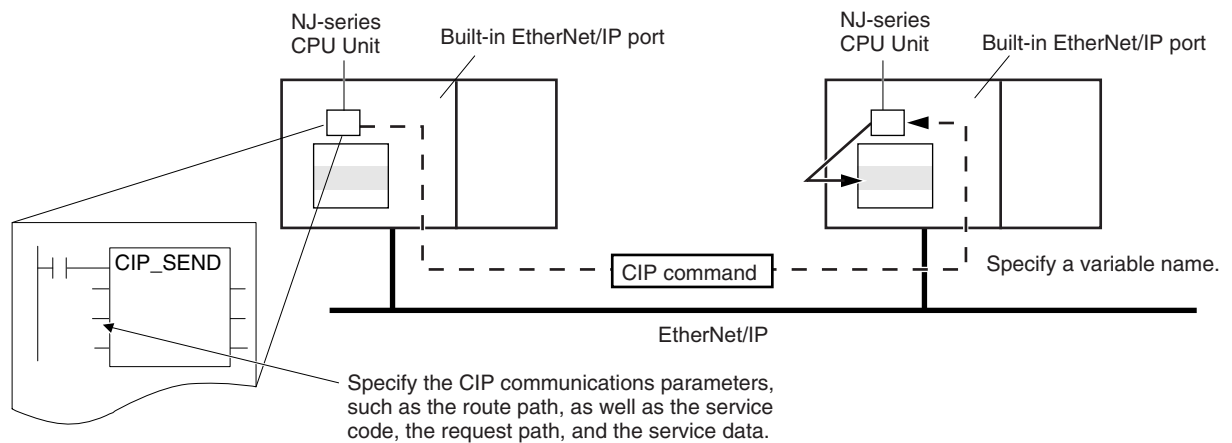 NJ-series
CPU Unit
Built-in EtherNet/IP port
NJ-series
CPU Unit
Built-in EtherNet/IP port
CIP_SEND
CIP command
Specify a variable name.
EtherNet/IP
Specify the CIP communications parameters,
such as the route path, as well as the service
code, the request path, and the service data.